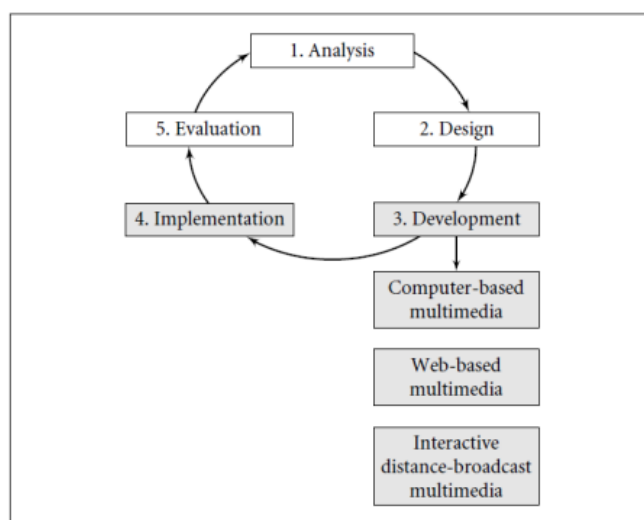 1. Analysis
5. Evaluation
2. Design
4. Implementation
3. Development
Computer-based
multimedia
Web-based
multimedia
Interactive
distance-broadcast
multimedia